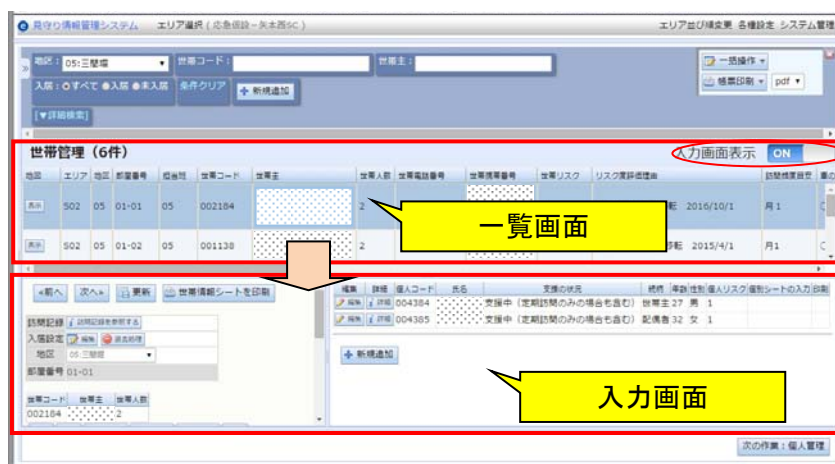 見守り情報管理システム エリア選択(応急仮設-矢本西SC) エリア並び順変更 各種設定 システム管理
地区: 05:三間堀 世帯コード: 世帯主: 一括操作
入居: すべて 入居 未入居 条件クリア 新規追加 帳票印刷 pdf
[▼詳細検索]
世帯管理(6件) 入力画面表示 ON
地区 エリア 地区 部屋番号 担当班 世帯コード 世帯主 世帯人数 世帯電話番号 世帯携帯番号 世帯リスク リスク度評価理由 訪問頻度目安
表示 S02 05 01-01 05 002184 2 転 2016/10/1 月1
一覧画面
表示 S02 05 01-02 05 001138 2 移転 2015/4/1 月1
«前へ 次へ» 更新 世帯情報シートを印刷
訪問記録 訪問記録を参照する
入居設定 編集 退去処理
地区 05:三間堀
部屋番号 01-01
世帯コード 世帯主 世帯人数
002184 2
編集 詳細 個人コード 氏名 支援の状況 続柄 年齢 性別 個人リスク 個別シートの入力 印刷
編集 詳細 004384 支援中(定期訪問のみの場合も含む) 世帯主 27 男 1
編集 詳細 004385 支援中(定期訪問のみの場合も含む) 配偶者 32 女 1
新規追加
入力画面
次の作業:個人管理